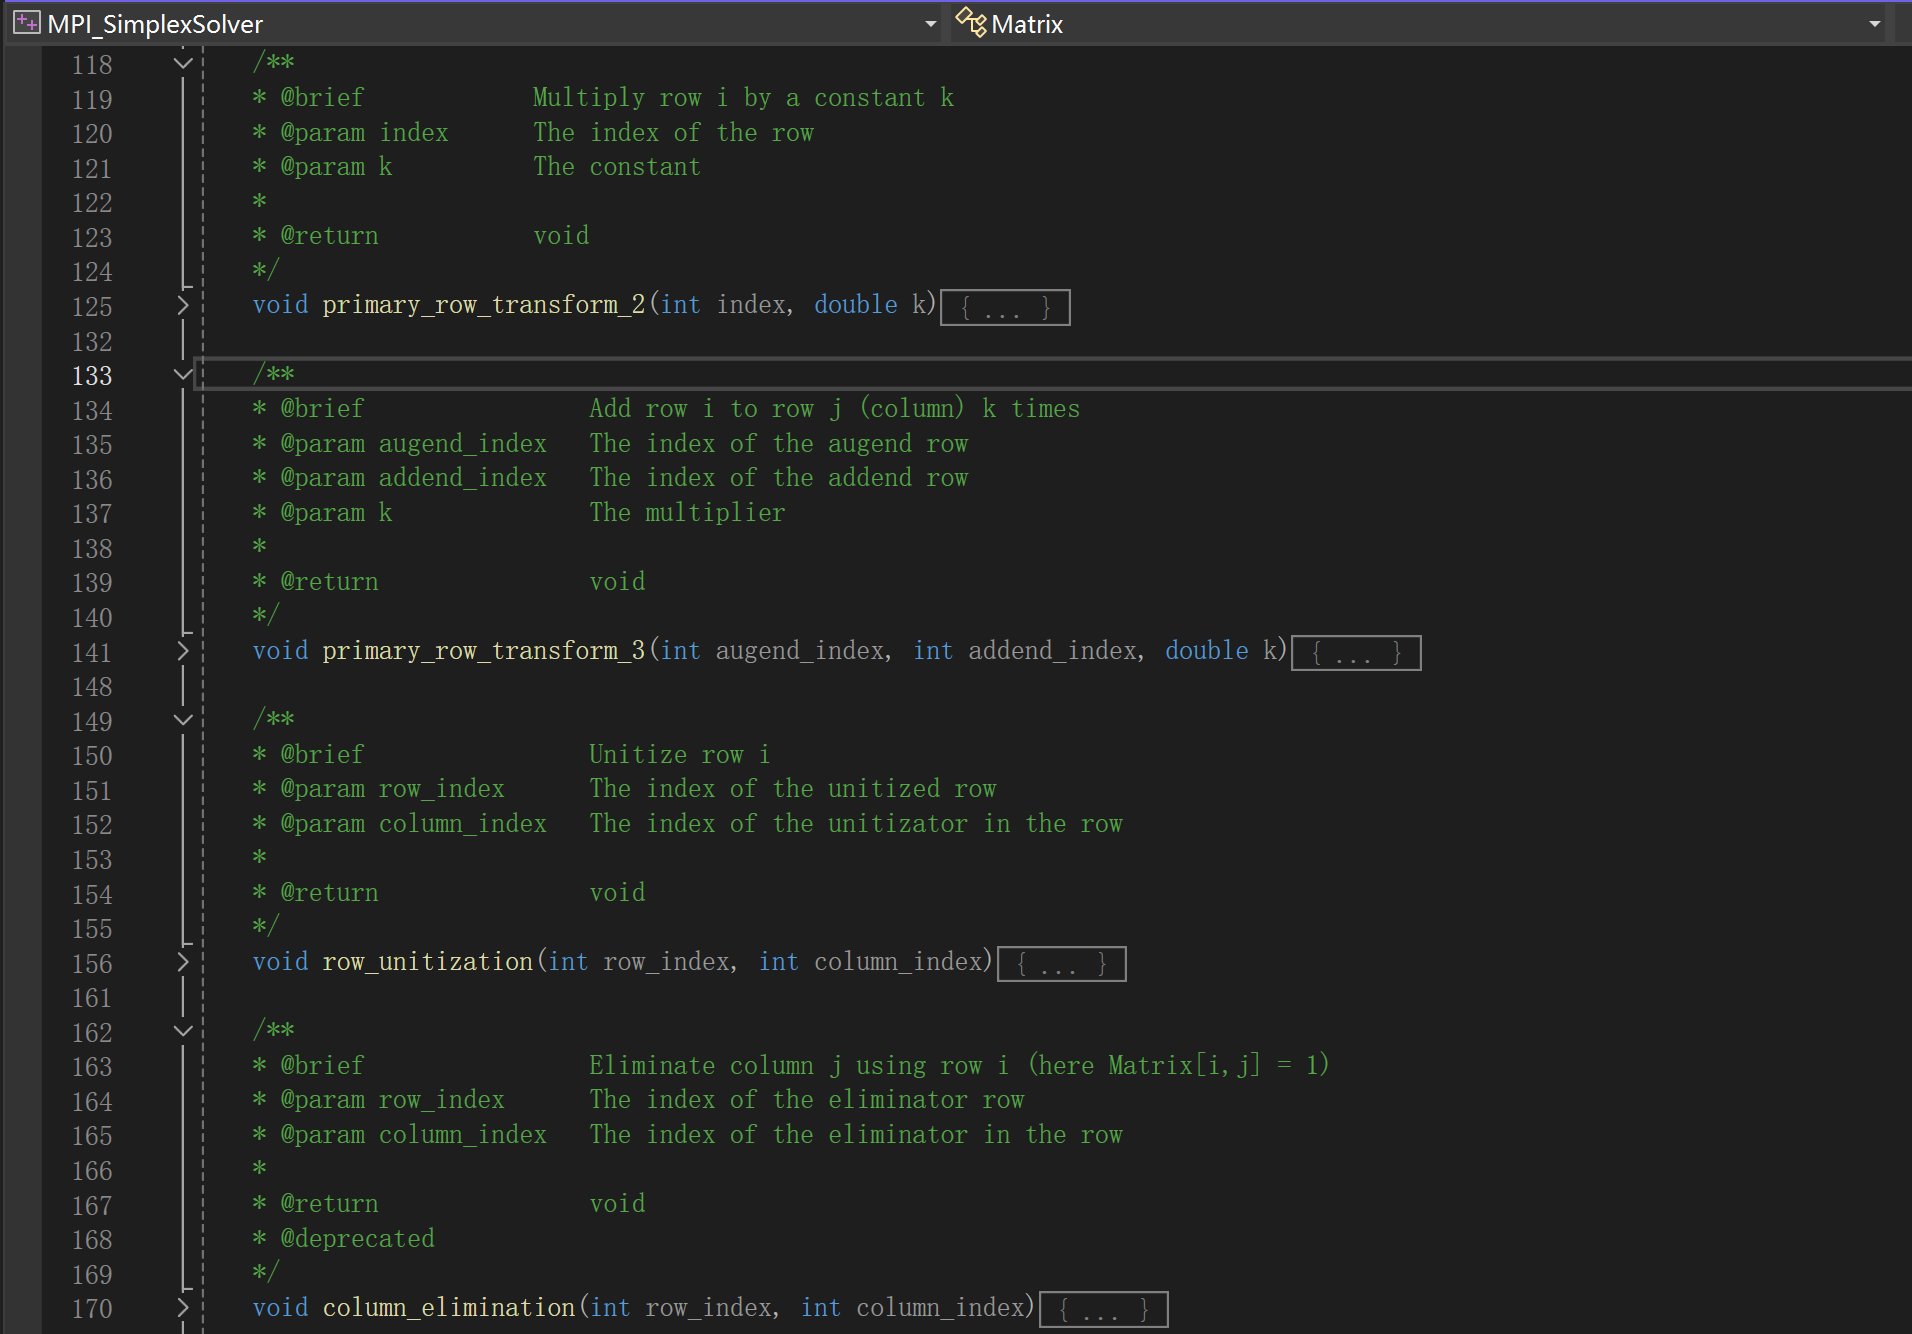 MPI_SimplexSolver
Matrix
118 /**
119 * @brief Multiply row i by a constant k
120 * @param index The index of the row
121 * @param k The constant
122 *
123 * @return void
124 */
125 void primary_row_transform_2(int index, double k){ ... }
132
133 /**
134 * @brief Add row i to row j (column) k times
135 * @param augend_index The index of the augend row
136 * @param addend_index The index of the addend row
137 * @param k The multiplier
138 *
139 * @return void
140 */
141 void primary_row_transform_3(int augend_index, int addend_index, double k){ ... }
148
149 /**
150 * @brief Unitize row i
151 * @param row_index The index of the unitized row
152 * @param column_index The index of the unitizator in the row
153 *
154 * @return void
155 */
156 void row_unitization(int row_index, int column_index){ ... }
161
162 /**
163 * @brief Eliminate column j using row i (here Matrix[i,j] = 1)
164 * @param row_index The index of the eliminator row
165 * @param column_index The index of the eliminator in the row
166 *
167 * @return void
168 * @deprecated
169 */
170 void column_elimination(int row_index, int column_index){ ... }